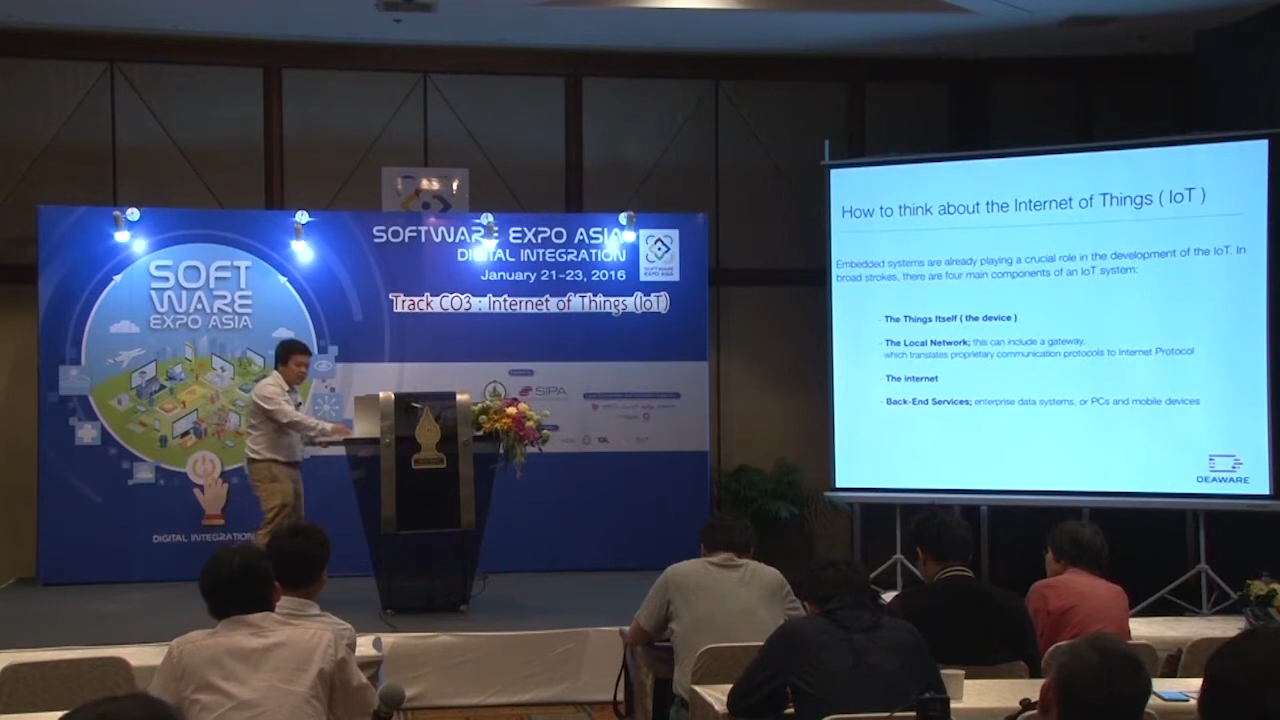 SOFTWARE EXPO ASIA
DIGITAL INTEGRATION
January 21-23, 2016
Track CO3 : Internet of Things (IoT)
SOFTWARE
EXPO ASIA
SOFT
WARE
EXPO ASIA
SIPA
DIGITAL INTEGRATION
How to think about the Internet of Things ( IoT )
Embedded systems are already playing a crucial role in the development of the IoT. In
broad strokes, there are four main components of an IoT system:
- The Things Itself ( the device )
- The Local Network; this can include a gateway,
which translates proprietary communication protocols to Internet Protocol
- The internet
- Back-End Services; enterprise data systems, or PCs and mobile devices
DEAWARE